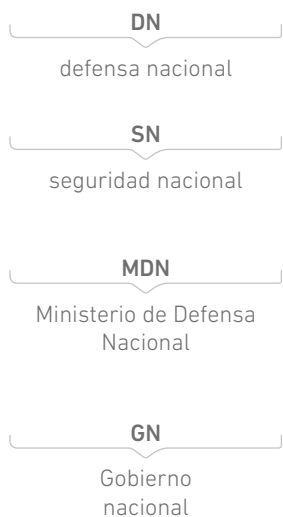 DN
defensa nacional
SN
seguridad nacional
MDN
Ministerio de Defensa
Nacional
GN
Gobierno
nacional